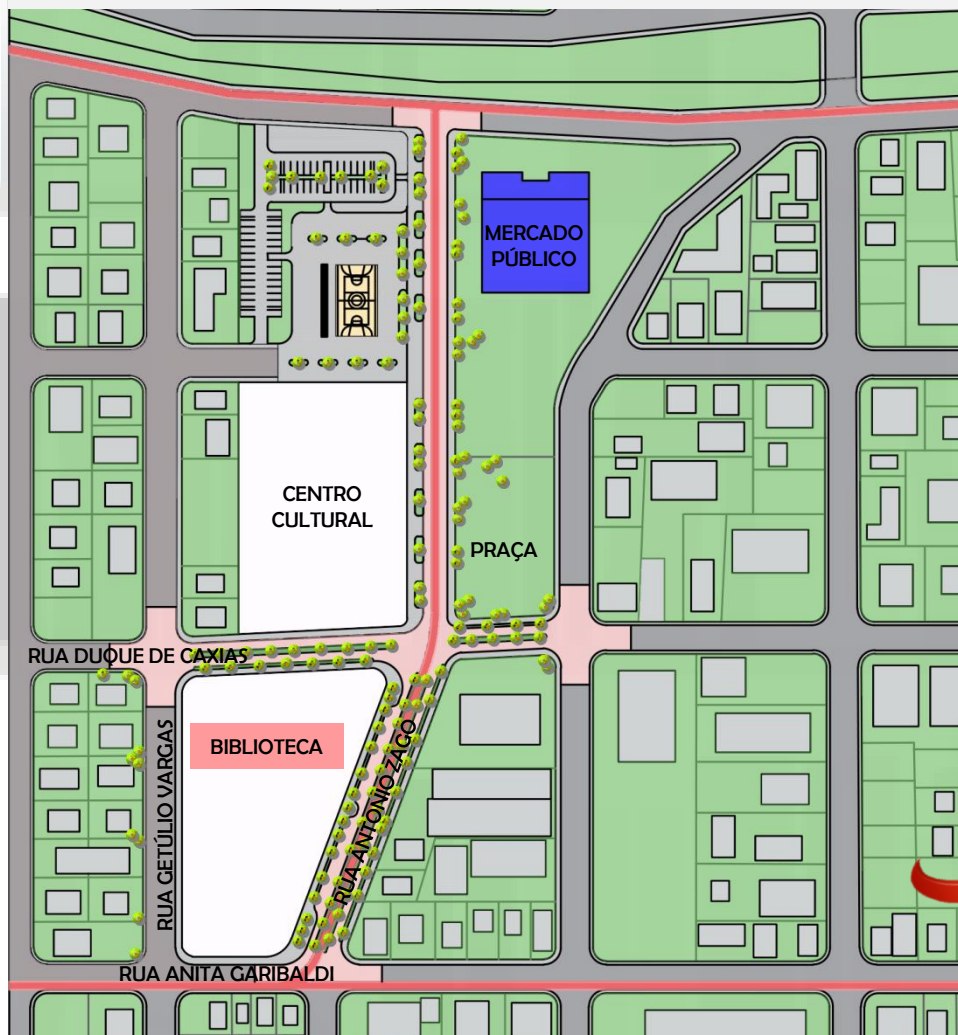 MERCADO
PÚBLICO
CENTRO
CULTURAL
PRAÇA
RUA DUQUE DE CAXIAS
BIBLIOTECA
RUA GETÚLIO VARGAS
RUA ANTONIO ZAGO
RUA ANITA GARIBALDI